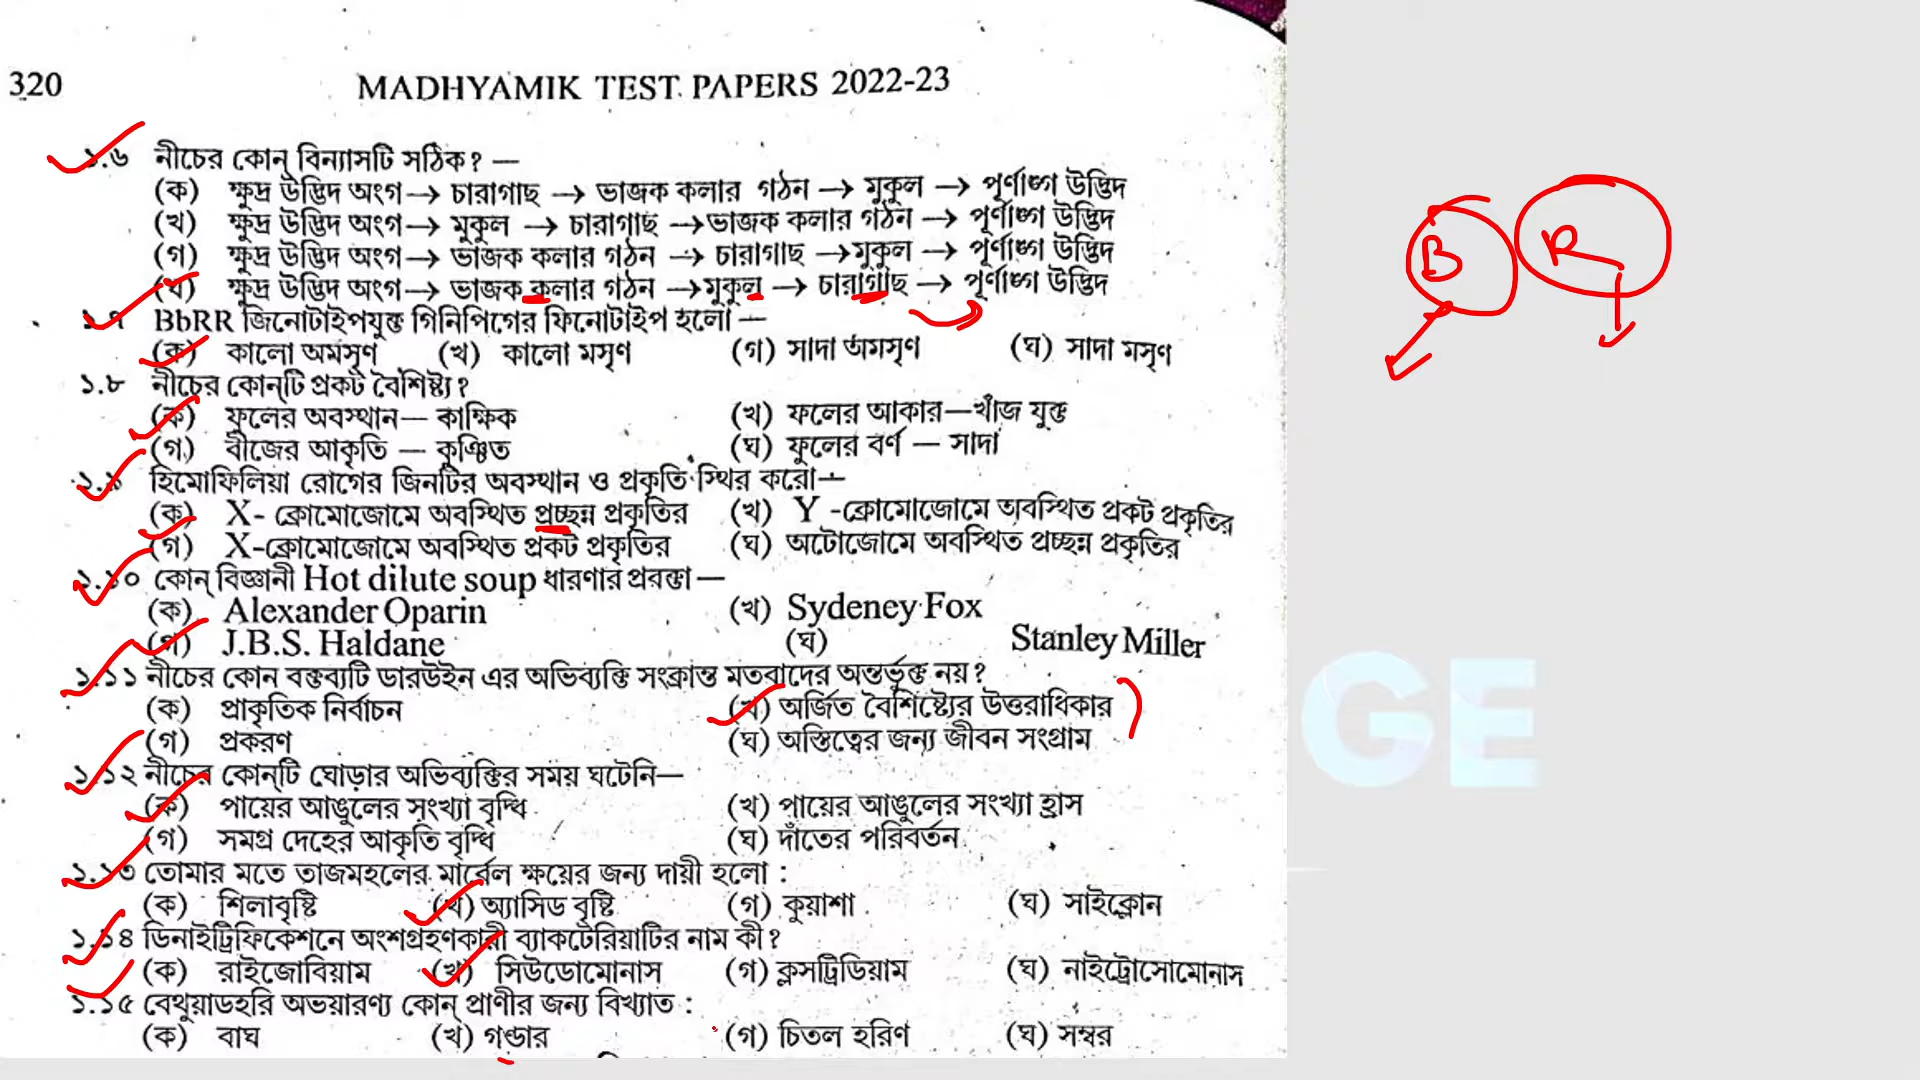 320 MADHYAMIK TEST PAPERS 2022-23
১.৬ নীচের কোন্ বিন্যাসটি সঠিক? —
(ক) ক্ষুদ্র উদ্ভিদ অংগ→ চারাগাছ → ভাজক কলার গঠন → মুকুল → পূর্ণাঙ্গ উদ্ভিদ
(খ) ক্ষুদ্র উদ্ভিদ অংগ→ মুকুল → চারাগাছ →ভাজক কলার গঠন → পূর্ণাঙ্গ উদ্ভিদ
(গ) ক্ষুদ্র উদ্ভিদ অংগ→ ভাজক কলার গঠন → চারাগাছ →মুকুল → পূর্ণাঙ্গ উদ্ভিদ
(ঘ) ক্ষুদ্র উদ্ভিদ অংগ→ ভাজক কলার গঠন →মুকুল → চারাগাছ → পূর্ণাঙ্গ উদ্ভিদ
১.৭ BbRR জিনোটাইপযুক্ত গিনিপিগের ফিনোটাইপ হলো —
(ক) কালো অমসৃণ (খ) কালো মসৃণ (গ) সাদা অমসৃণ (ঘ) সাদা মসৃণ
১.৮ নীচের কোন্‌টি প্রকট বৈশিষ্ট্য?
(ক) ফুলের অবস্থান— কাক্ষিক (খ) ফলের আকার—খাঁজ যুক্ত
(গ) বীজের আকৃতি — কুঞ্চিত (ঘ) ফুলের বর্ণ — সাদা
১.৯ হিমোফিলিয়া রোগের জিনটির অবস্থান ও প্রকৃতি স্থির করো—
(ক) X- ক্রোমোজোমে অবস্থিত প্রচ্ছন্ন প্রকৃতির (খ) Y -ক্রোমোজোমে অবস্থিত প্রকট প্রকৃতির
(গ) X-ক্রোমোজোমে অবস্থিত প্রকট প্রকৃতির (ঘ) অটোজোমে অবস্থিত প্রচ্ছন্ন প্রকৃতির
১.১০ কোন্ বিজ্ঞানী Hot dilute soup ধারণার প্রবক্তা —
(ক) Alexander Oparin (খ) Sydeney Fox
(গ) J.B.S. Haldane (ঘ) Stanley Miller
১.১১ নীচের কোন বক্তব্যটি ডারউইন এর অভিব্যক্তি সংক্রান্ত মতবাদের অন্তর্ভুক্ত নয়?
(ক) প্রাকৃতিক নির্বাচন (খ) অর্জিত বৈশিষ্ট্যের উত্তরাধিকার
(গ) প্রকরণ (ঘ) অস্তিত্বের জন্য জীবন সংগ্রাম
১.১২ নীচের কোন্‌টি ঘোড়ার অভিব্যক্তির সময় ঘটেনি—
(ক) পায়ের আঙুলের সংখ্যা বৃদ্ধি (খ) পায়ের আঙুলের সংখ্যা হ্রাস
(গ) সমগ্র দেহের আকৃতি বৃদ্ধি (ঘ) দাঁতের পরিবর্তন
১.১৩ তোমার মতে তাজমহলের মার্বেল ক্ষয়ের জন্য দায়ী হলো :
(ক) শিলাবৃষ্টি (খ) অ্যাসিড বৃষ্টি (গ) কুয়াশা (ঘ) সাইক্লোন
১.১৪ ডিনাইট্রিফিকেশনে অংশগ্রহণকারী ব্যাকটেরিয়াটির নাম কী?
(ক) রাইজোবিয়াম (খ) সিউডোমোনাস (গ) ক্লসট্রিডিয়াম (ঘ) নাইট্রোসোমোনাস
১.১৫ বেথুয়াডহরি অভয়ারণ্য কোন্ প্রাণীর জন্য বিখ্যাত :
(ক) বাঘ (খ) গণ্ডার (গ) চিতল হরিণ (ঘ) সম্বর
B R
GE